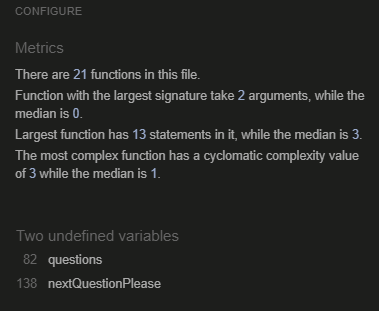 CONFIGURE
Metrics
There are 21 functions in this file.
Function with the largest signature take 2 arguments, while the
median is 0.
Largest function has 13 statements in it, while the median is 3.
The most complex function has a cyclomatic complexity value
of 3 while the median is 1.
Two undefined variables
82 questions
138 nextQuestionPlease